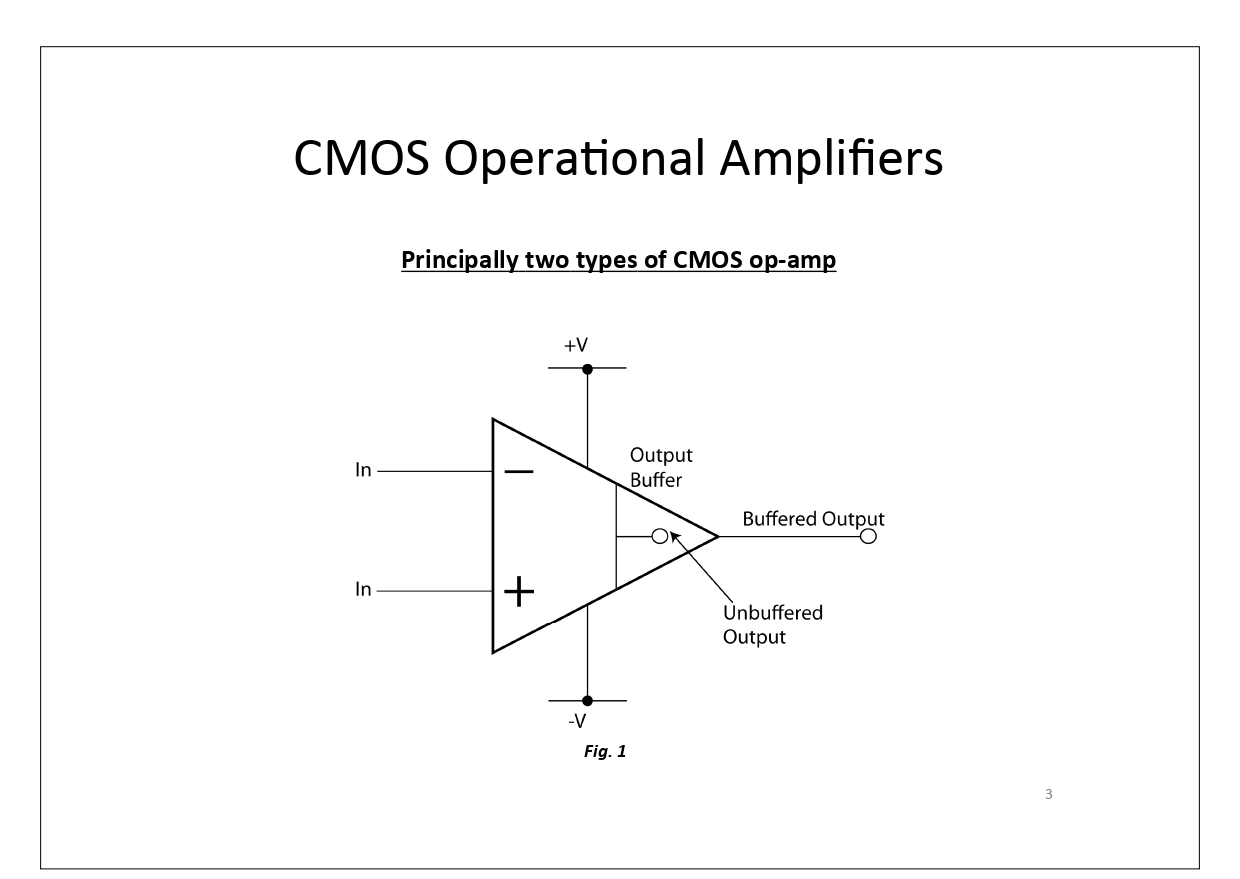 CMOS Operational Amplifiers
Principally two types of CMOS op-amp
+V
Output
Buffer
In
Buffered Output
In
Unbuffered
Output
-V
Fig. 1
3